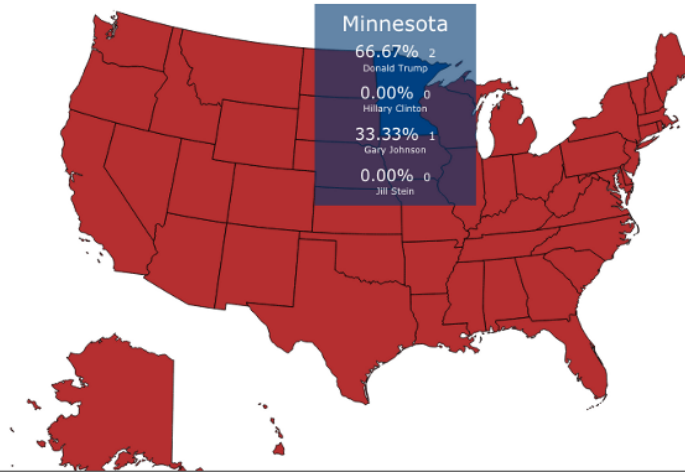 Minnesota
66.67% 2
Donald Trump
0.00% 0
Hillary Clinton
33.33% 1
Gary Johnson
0.00% 0
Jill Stein